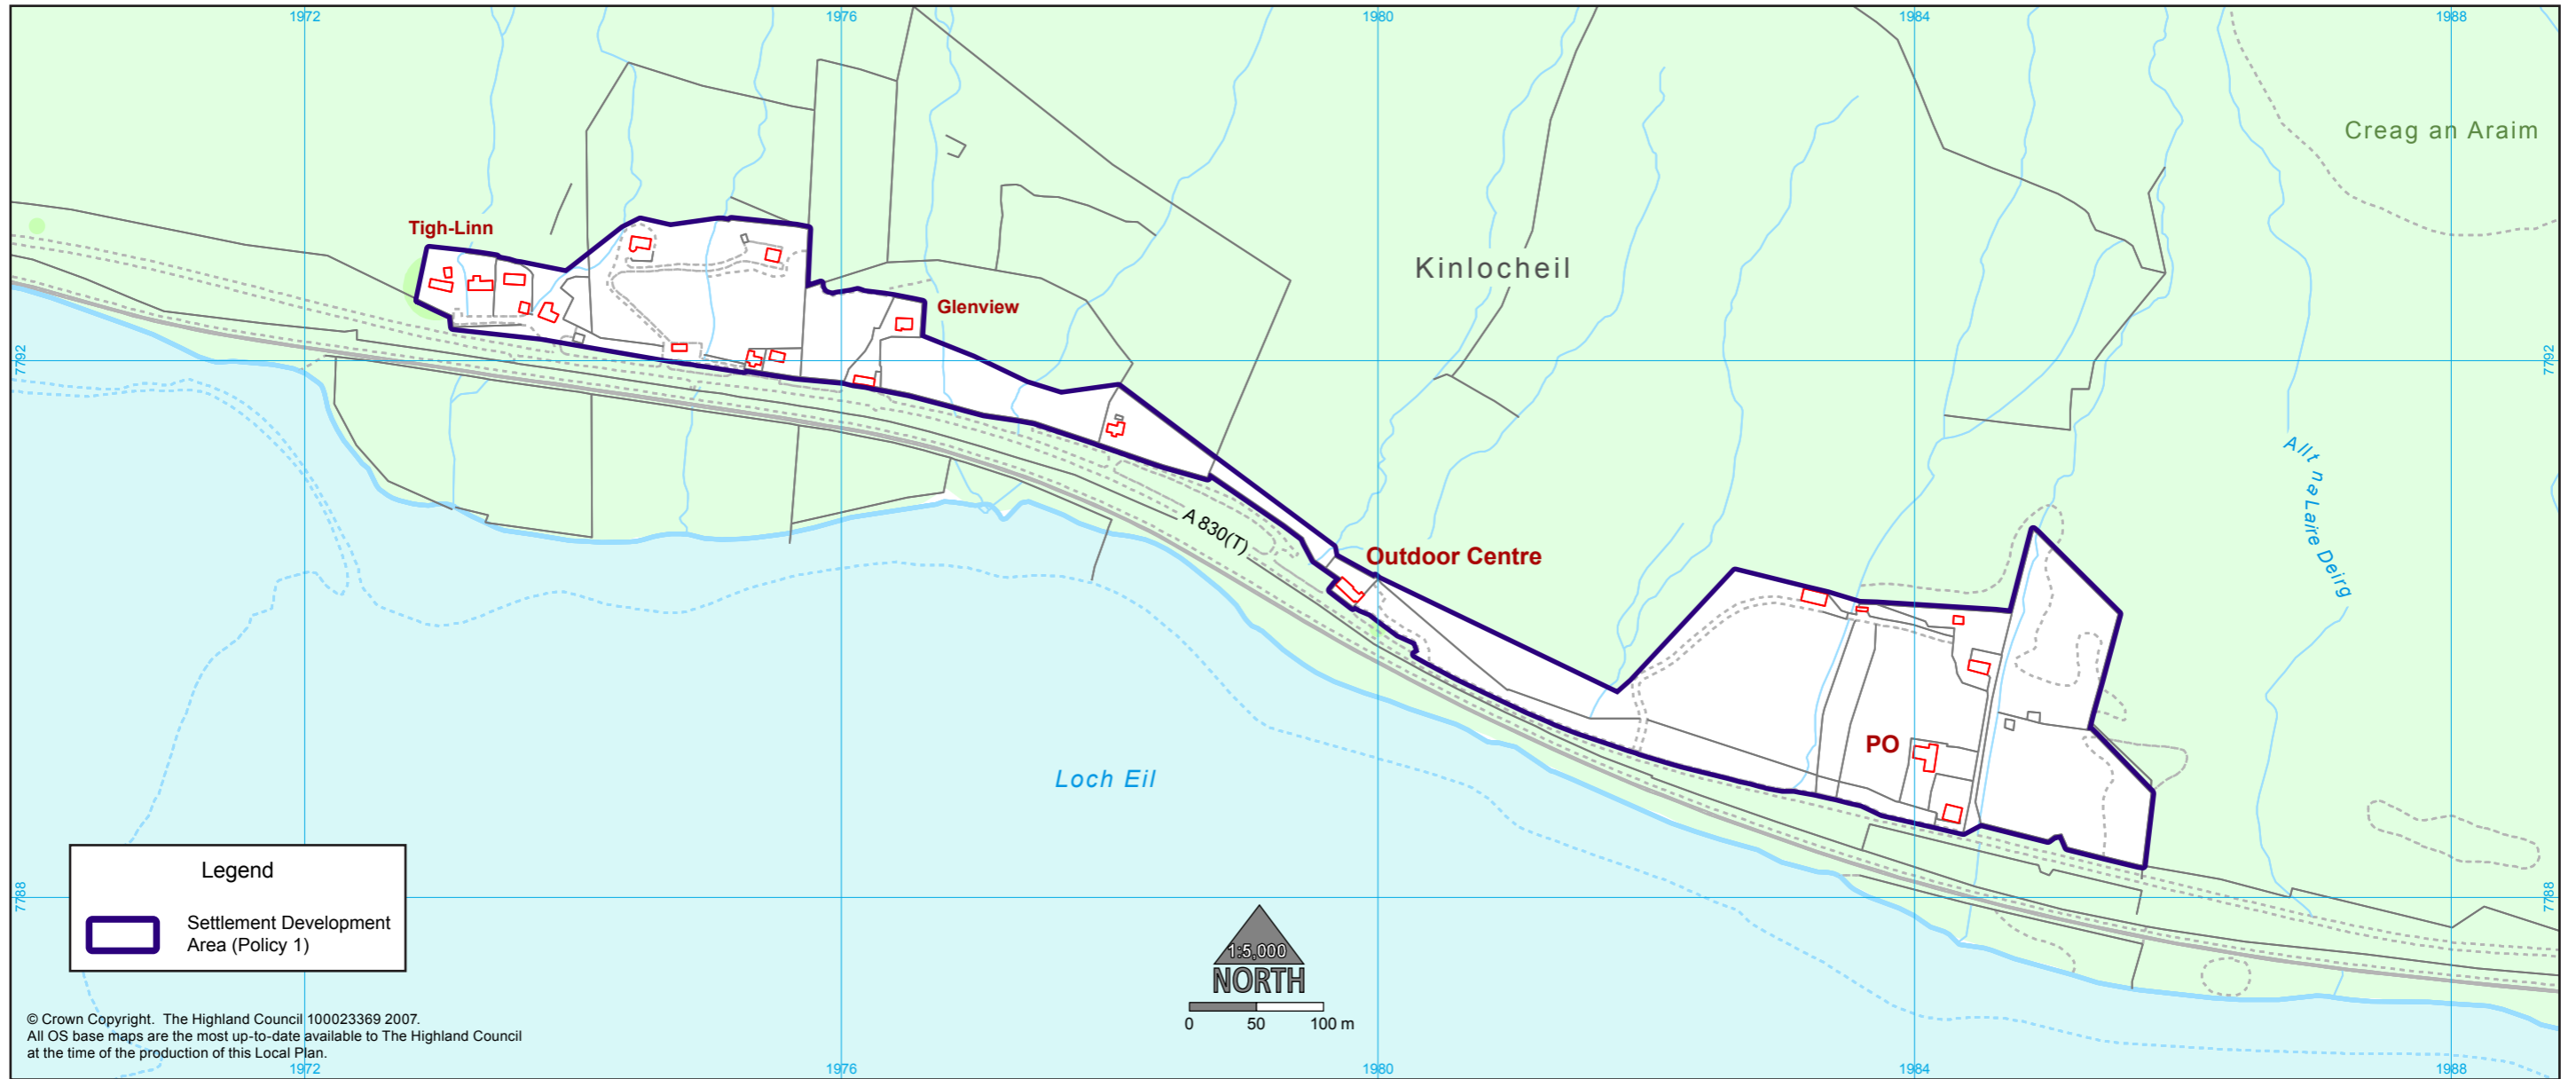 1972
1976
1980
1984
1988
Creag an Araim
Tigh-Linn
Kinlocheil
Glenview
7792
7792
Allt na Laire Deirg
A 830(T)
Outdoor Centre
PO
Loch Eil
Legend
Settlement Development
Area (Policy 1)
7788
7788
1:5,000
NORTH
0 50 100 m
© Crown Copyright. The Highland Council 100023369 2007.
All OS base maps are the most up-to-date available to The Highland Council
at the time of the production of this Local Plan.
1972
1976
1980
1984
1988